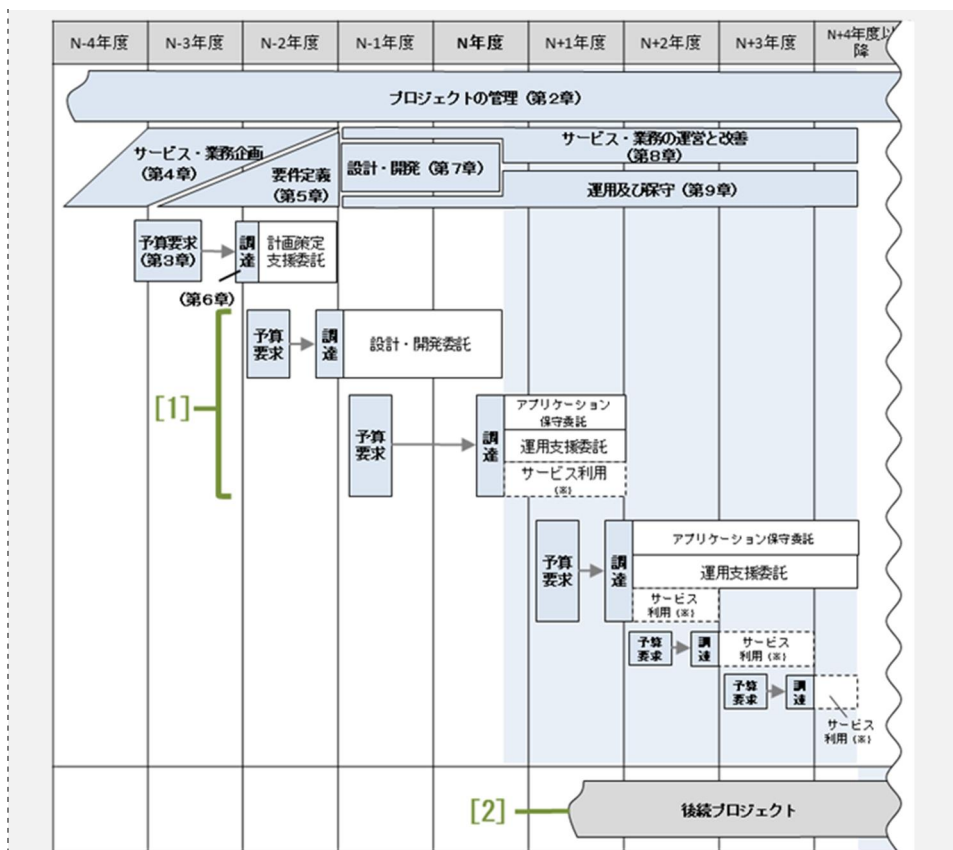 N-4年度
N-3年度
N-2年度
N-1年度
N年度
N+1年度
N+2年度
N+3年度
N+4年度以
降
プロジェクトの管理（第2章）
サービス・業務企画
（第4章）
要件定義
（第5章）
設計・開発（第7章）
サービス・業務の運営と改善
（第8章）
運用及び保守（第9章）
予算要求
（第3章）
調
達
計画策定
支援委託
（第6章）
[1]
予算
要求
調
達
設計・開発委託
予算
要求
調
達
アプリケーション
保守委託
運用支援委託
サービス利用
（※）
予算
要求
調
達
アプリケーション保守委託
運用支援委託
サービス
利用（※）
予算
要求
調
達
サービス
利用（※）
予算
要求
調
達
サービス
利用（※）
[2]
後続プロジェクト